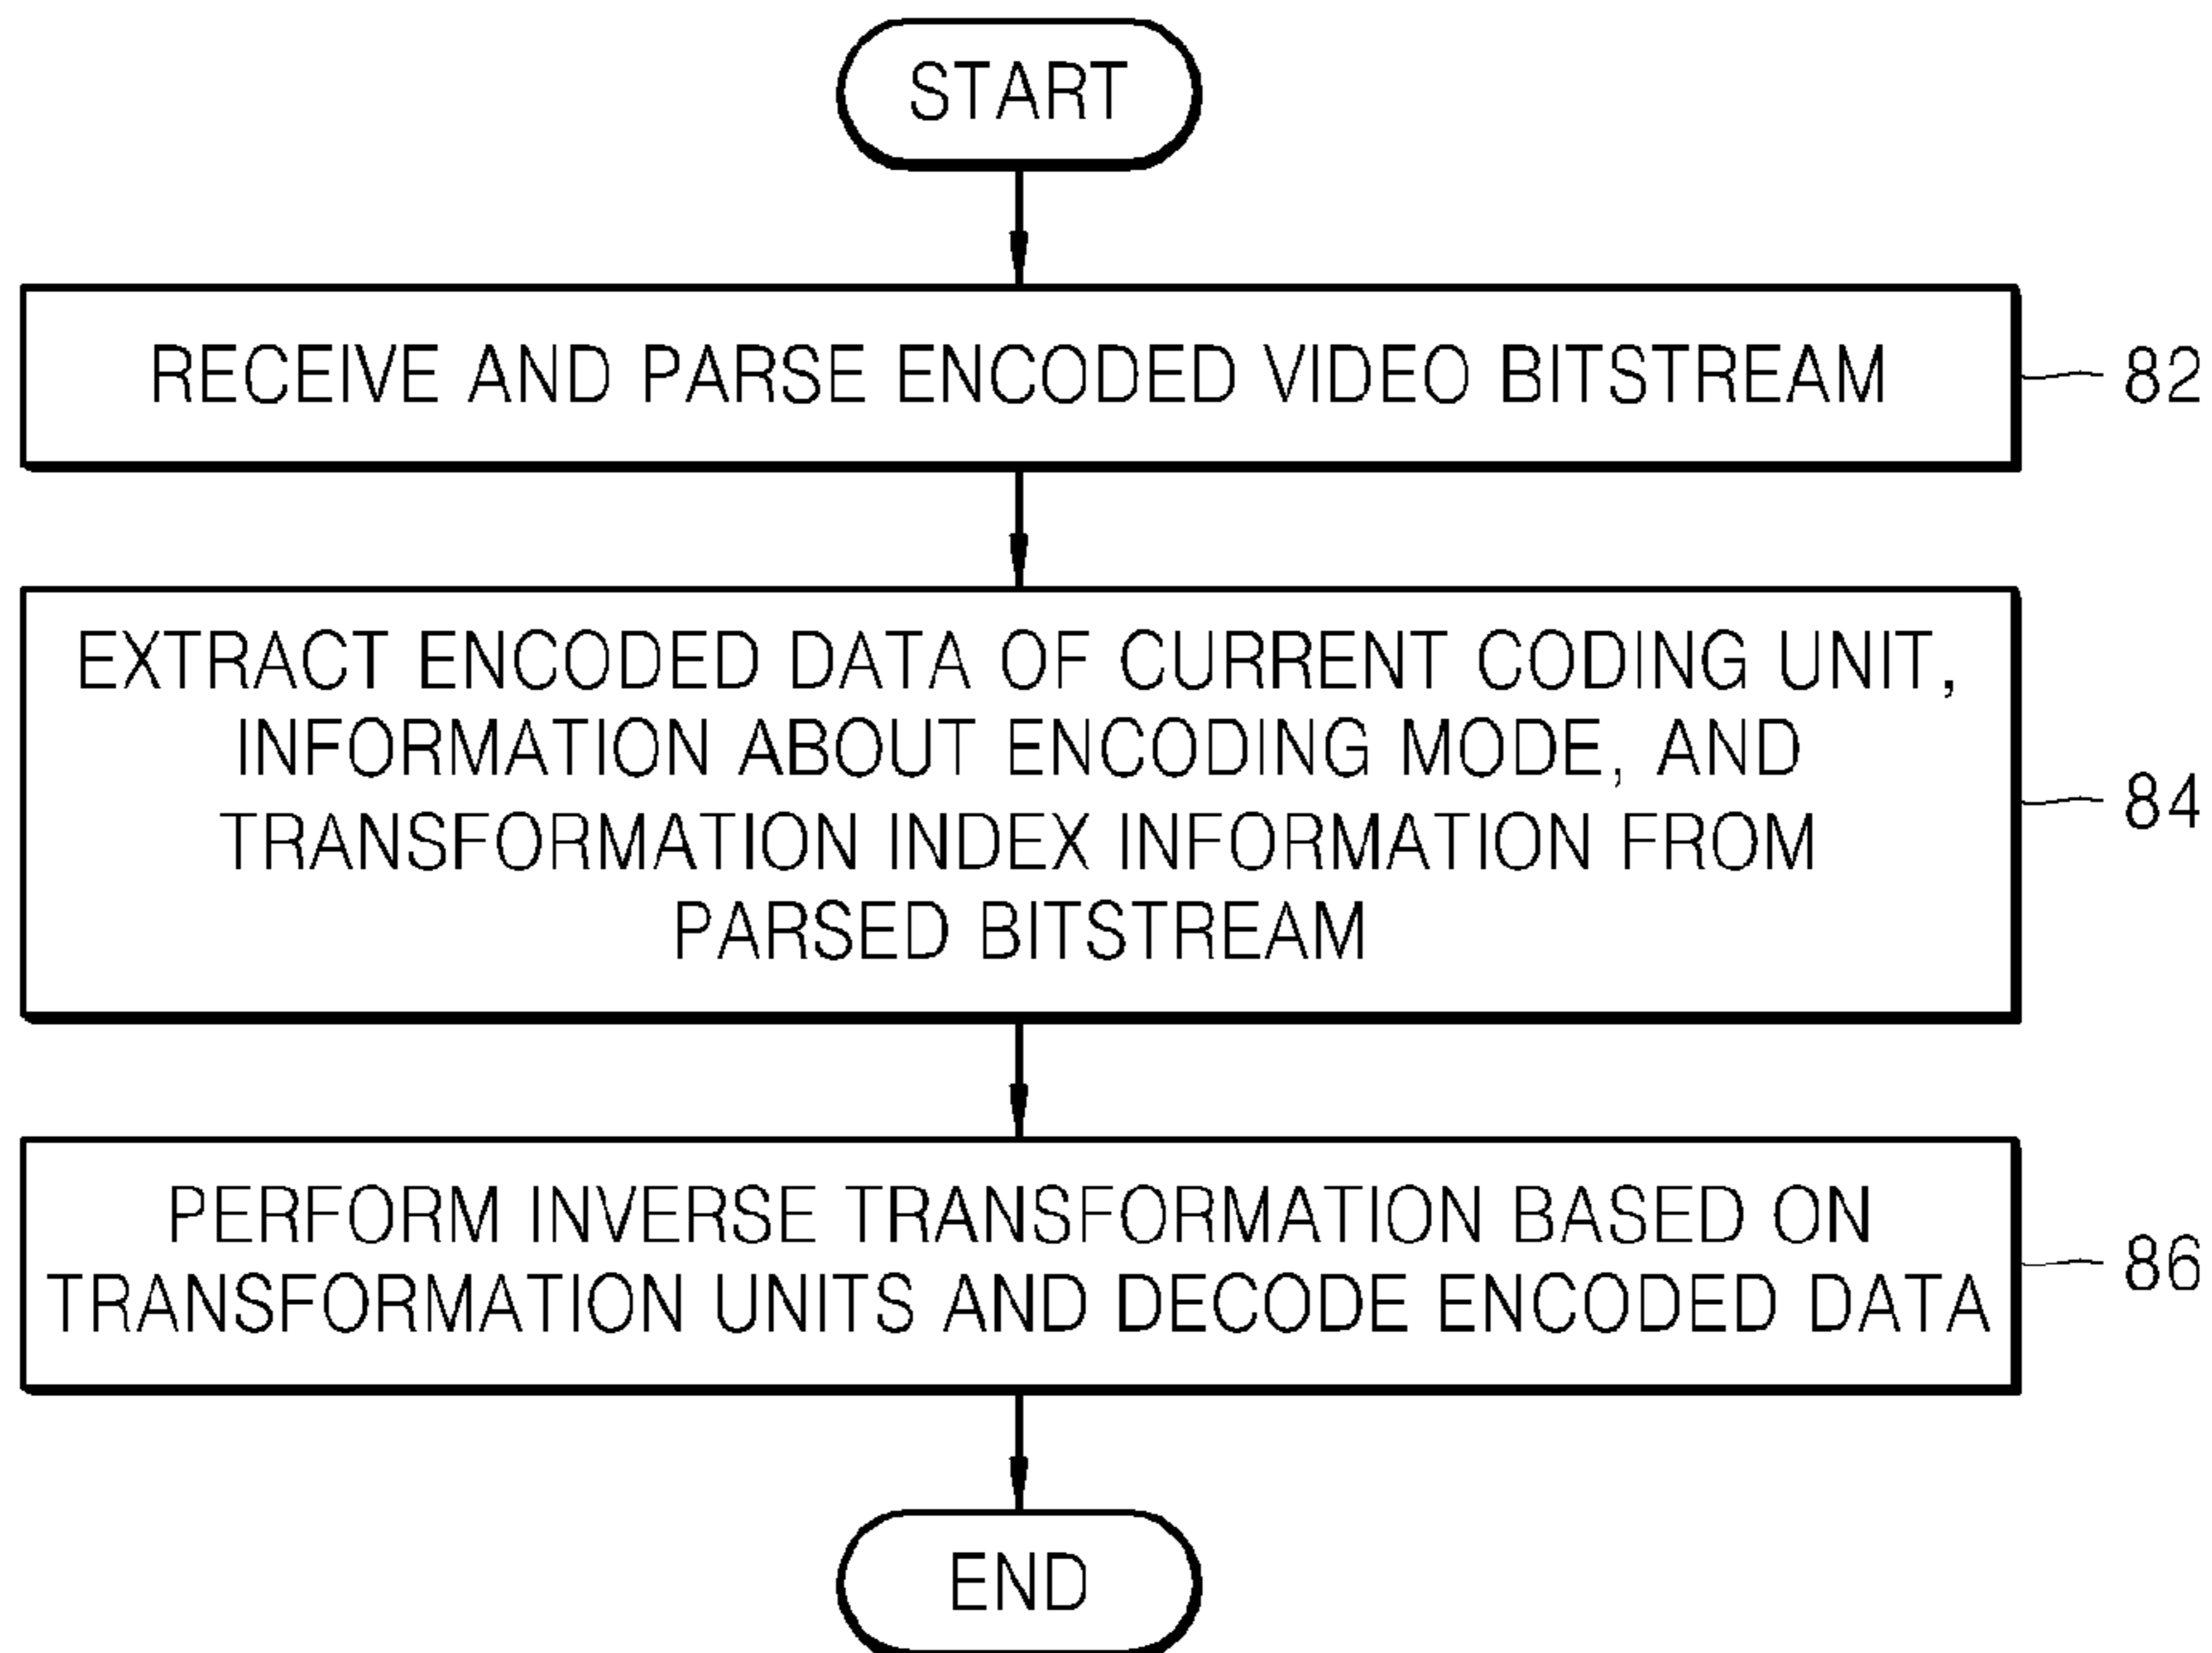 START
RECEIVE AND PARSE ENCODED VIDEO BITSTREAM
82
EXTRACT ENCODED DATA OF CURRENT CODING UNIT,
INFORMATION ABOUT ENCODING MODE, AND
TRANSFORMATION INDEX INFORMATION FROM
PARSED BITSTREAM
84
PERFORM INVERSE TRANSFORMATION BASED ON
TRANSFORMATION UNITS AND DECODE ENCODED DATA
86
END